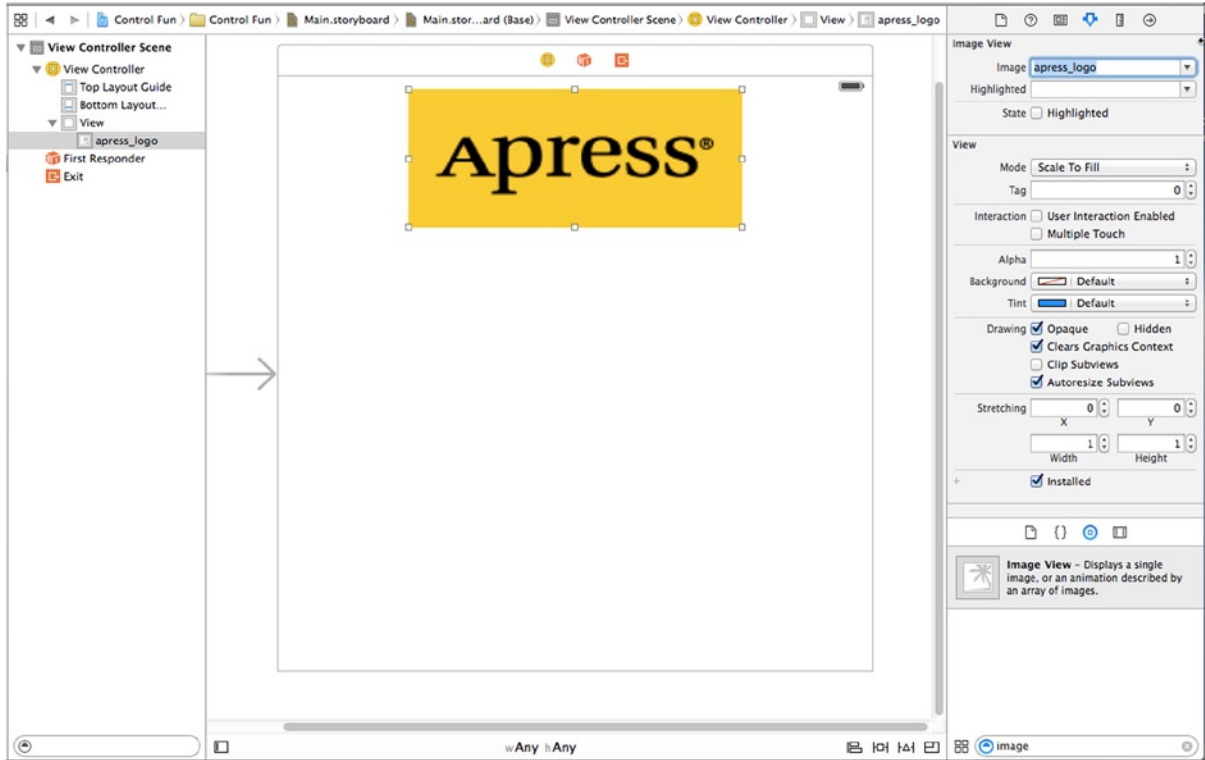 Control Fun Control Fun Main.storyboard Main.stor...ard (Base) View Controller Scene View Controller View apress_logo
View Controller Scene
View Controller
Top Layout Guide
Bottom Layout...
View
apress_logo
First Responder
Exit
Apress®
wAny hAny
Image View
Image apress_logo
Highlighted
State Highlighted
View
Mode Scale To Fill
Tag 0
Interaction User Interaction Enabled
Multiple Touch
Alpha 1
Background Default
Tint Default
Drawing Opaque Hidden
Clears Graphics Context
Clip Subviews
Autoresize Subviews
Stretching 0 0
X Y
1 1
Width Height
+ Installed
{}
Image View – Displays a single
image, or an animation described by
an array of images.
image